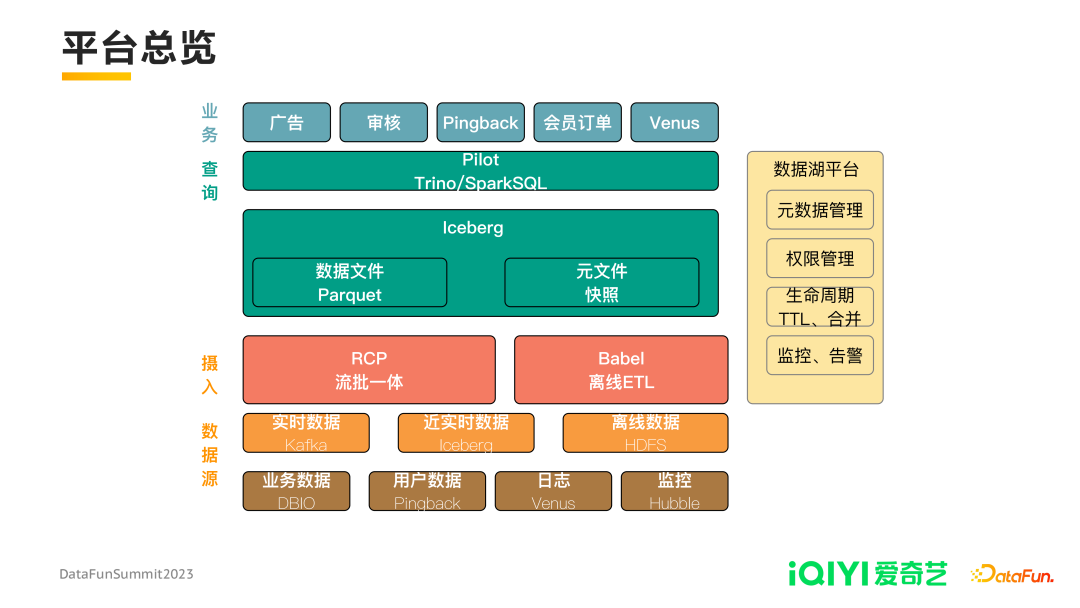 平台总览
业务
广告
审核
Pingback
会员订单
Venus
查询
Pilot
Trino/SparkSQL
Iceberg
数据文件
Parquet
元文件
快照
数据湖平台
元数据管理
权限管理
生命周期
TTL、合并
监控、告警
摄入
RCP
流批一体
Babel
离线ETL
数据源
实时数据
Kafka
近实时数据
Iceberg
离线数据
HDFS
业务数据
DBIO
用户数据
Pingback
日志
Venus
监控
Hubble
DataFunSummit2023
iQIYI 爱奇艺
DataFun.